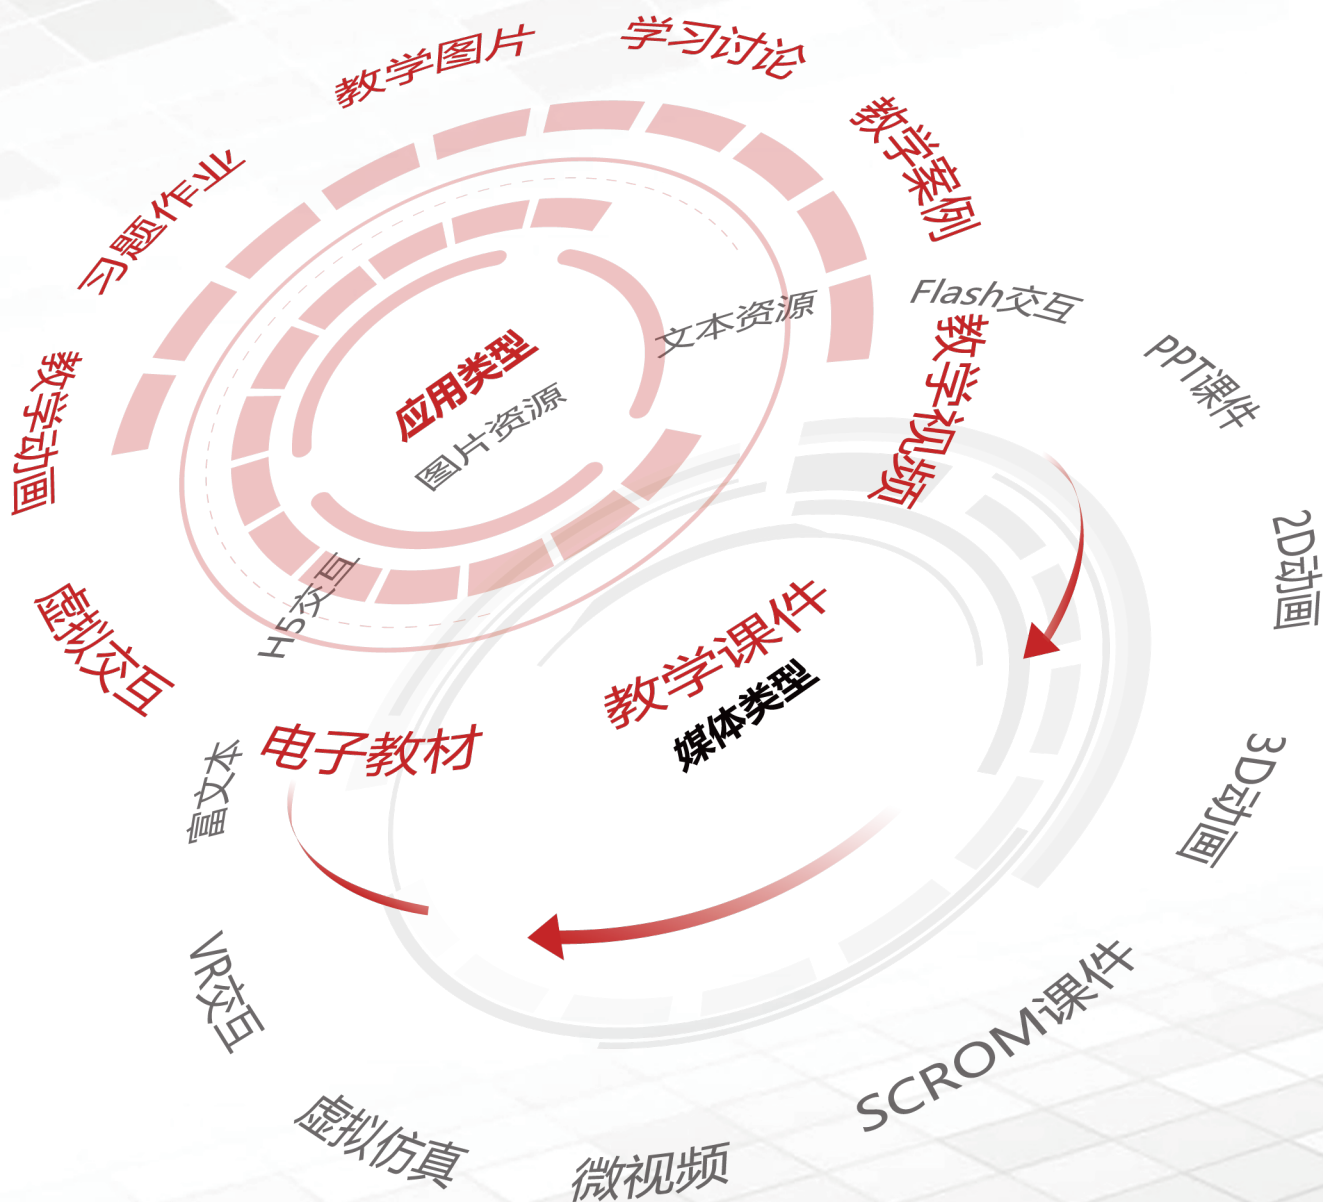 教学图片
学习讨论
教学案例
习题作业
教学动画
虚拟交互
电子教材
教学课件
教学视频
应用类型
图片资源
文本资源
Flash交互
PPT课件
2D动画
3D动画
SCROM课件
微视频
虚拟仿真
VR交互
富文本
H5交互
媒体类型